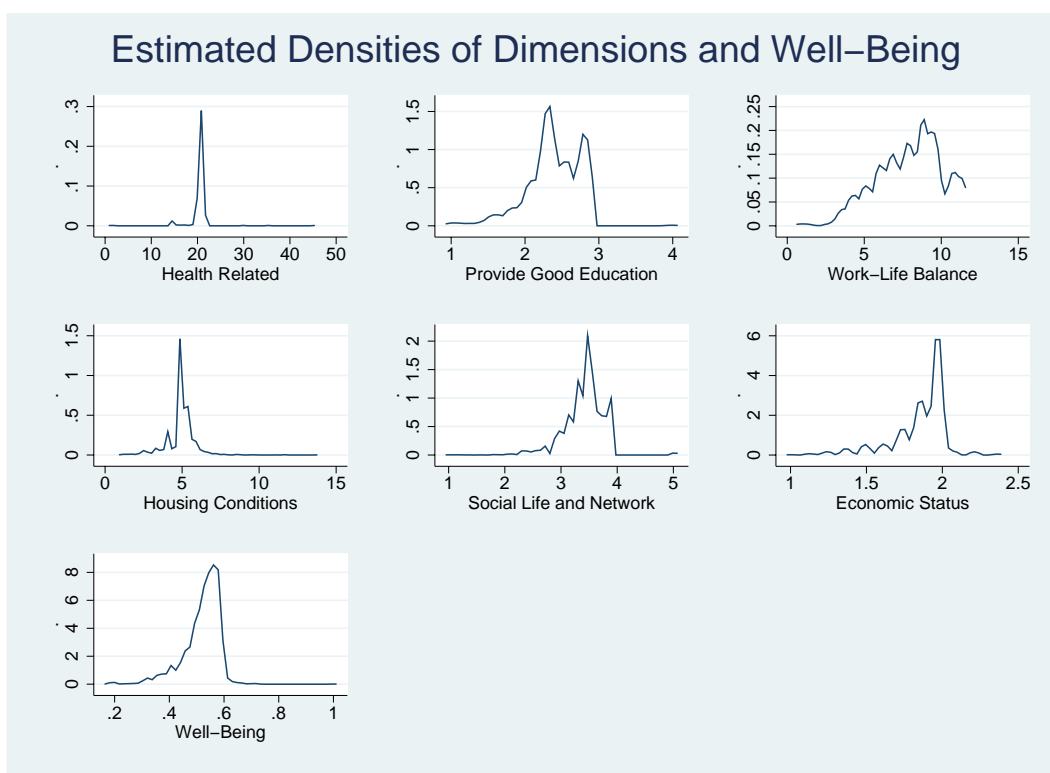 Estimated Densities of Dimensions and Well−Being
0 .1 .2 .3
.
0 10 20 30 40 50
Health Related
0 .5 1 1.5
.
1 2 3 4
Provide Good Education
0 .05 .1 .15 .2 .25
.
0 5 10 15
Work−Life Balance
0 .5 1 1.5
.
0 5 10 15
Housing Conditions
0 .5 1 1.5 2
.
1 2 3 4 5
Social Life and Network
0 2 4 6
.
1 1.5 2 2.5
Economic Status
0 2 4 6 8
.
.2 .4 .6 .8 1
Well−Being